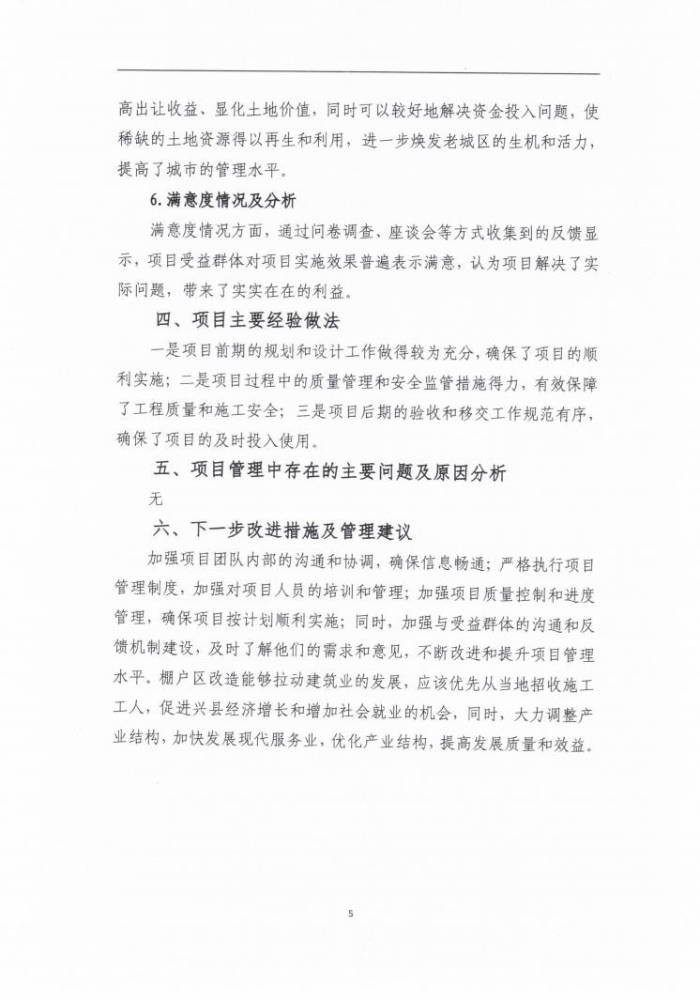 高出让收益、显化土地价值，同时可以较好地解决资金投入问题，使
稀缺的土地资源得以再生和利用，进一步焕发老城区的生机和活力，
提高了城市的管理水平。
6.满意度情况及分析
满意度情况方面，通过问卷调查、座谈会等方式收集到的反馈显
示，项目受益群体对项目实施效果普遍表示满意，认为项目解决了实
际问题，带来了实实在在的利益。
四、项目主要经验做法
一是项目前期的规划和设计工作做得较为充分，确保了项目的顺
利实施；二是项目过程中的质量管理和安全监管措施得力，有效保障
了工程质量和施工安全；三是项目后期的验收和移交工作规范有序，
确保了项目的及时投入使用。
五、项目管理中存在的主要问题及原因分析
无
六、下一步改进措施及管理建议
加强项目团队内部的沟通和协调，确保信息畅通；严格执行项目
管理制度，加强对项目人员的培训和管理；加强项目质量控制和进度
管理，确保项目按计划顺利实施；同时，加强与受益群体的沟通和反
馈机制建设，及时了解他们的需求和意见，不断改进和提升项目管理
水平。棚户区改造能够拉动建筑业的发展，应该优先从当地招收施工
工人，促进兴县经济增长和增加社会就业的机会，同时，大力调整产
业结构，加快发展现代服务业，优化产业结构，提高发展质量和效益。
5